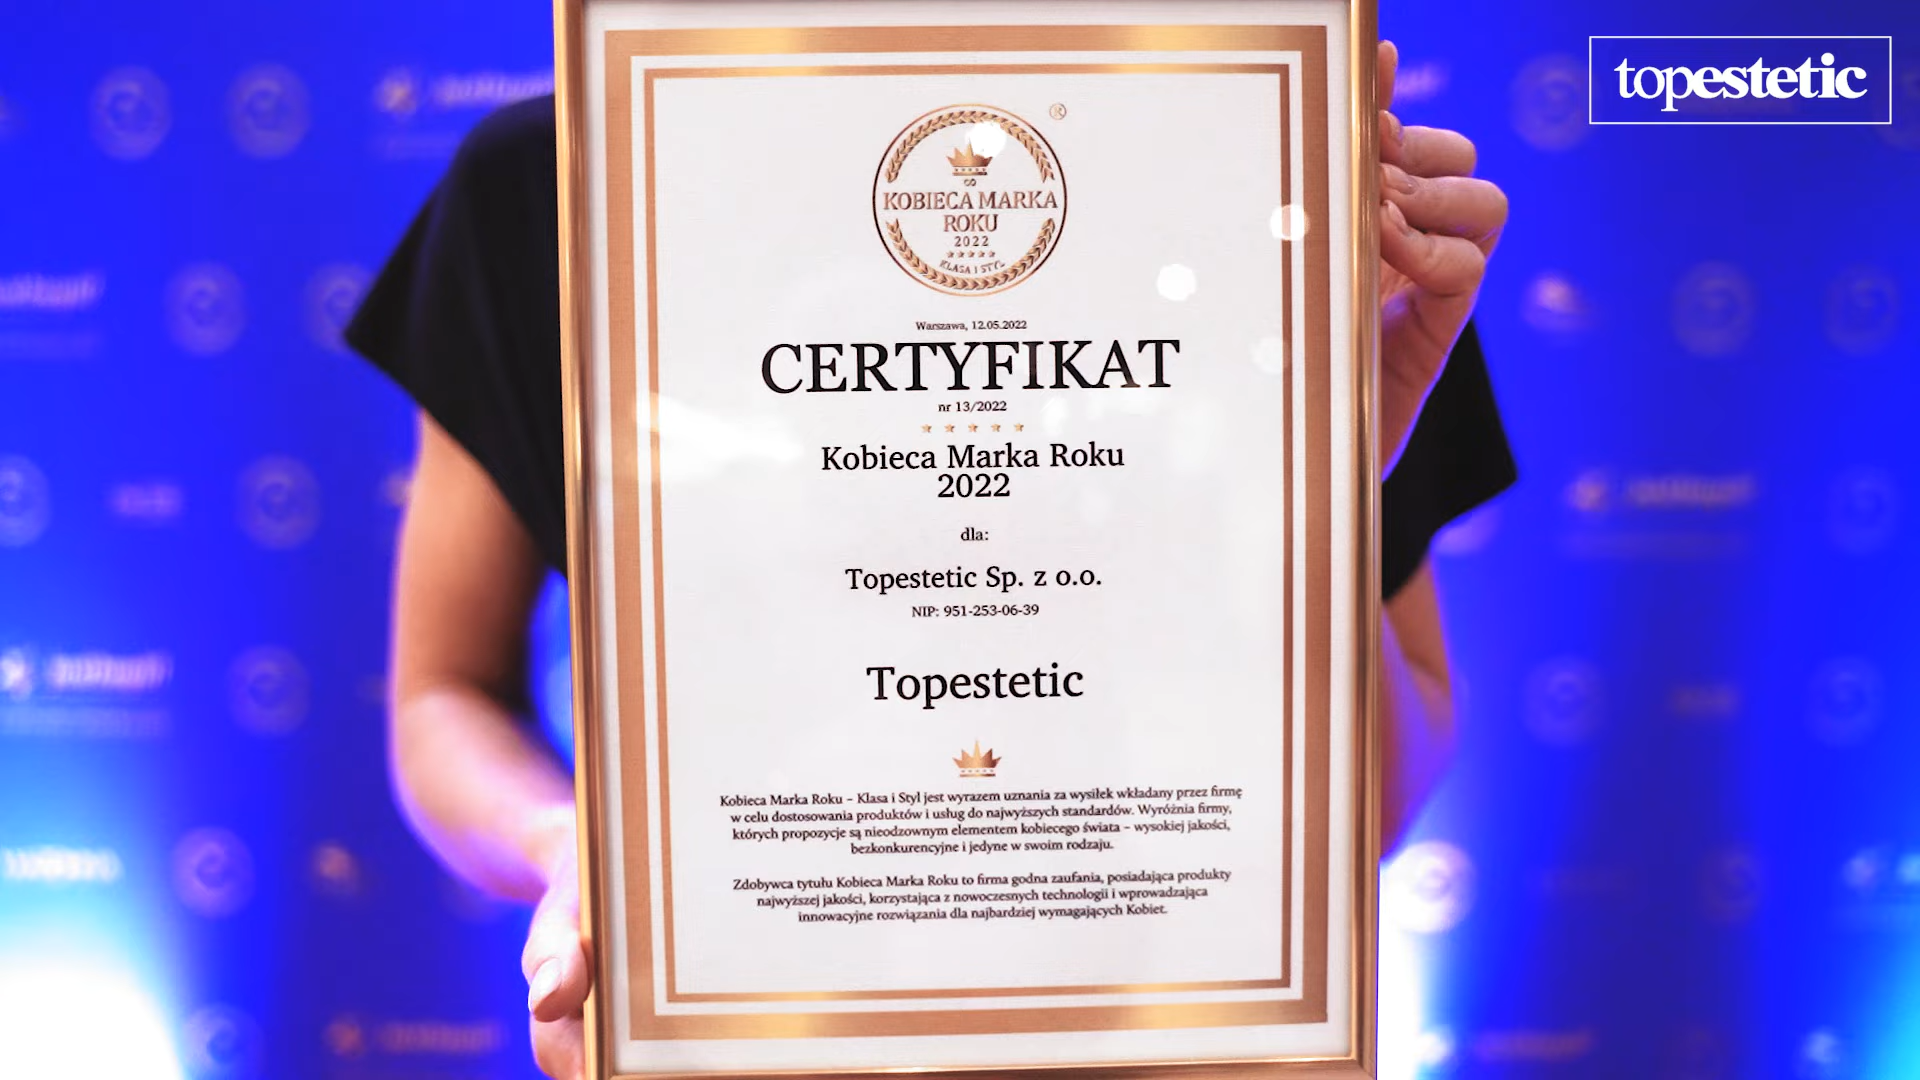 topestetic
®
KOBIECA MARKA
ROKU
2022
KLASA I STYL
Warszawa, 12.05.2022
CERTYFIKAT
nr 13/2022
Kobieca Marka Roku
2022
dla:
Topestetic Sp. z o.o.
NIP: 951-253-06-39
Topestetic
Kobieca Marka Roku – Klasa i Styl jest wyrazem uznania za wysiłek wkładany przez firmę
w celu dostosowania produktów i usług do najwyższych standardów. Wyróżnia firmy,
których propozycje są nieodzownym elementem kobiecego świata – wysokiej jakości,
bezkonkurencyjne i jedyne w swoim rodzaju.
Zdobywca tytułu Kobieca Marka Roku to firma godna zaufania, posiadająca produkty
najwyższej jakości, korzystająca z nowoczesnych technologii i wprowadzająca
innowacyjne rozwiązania dla najbardziej wymagających Kobiet.